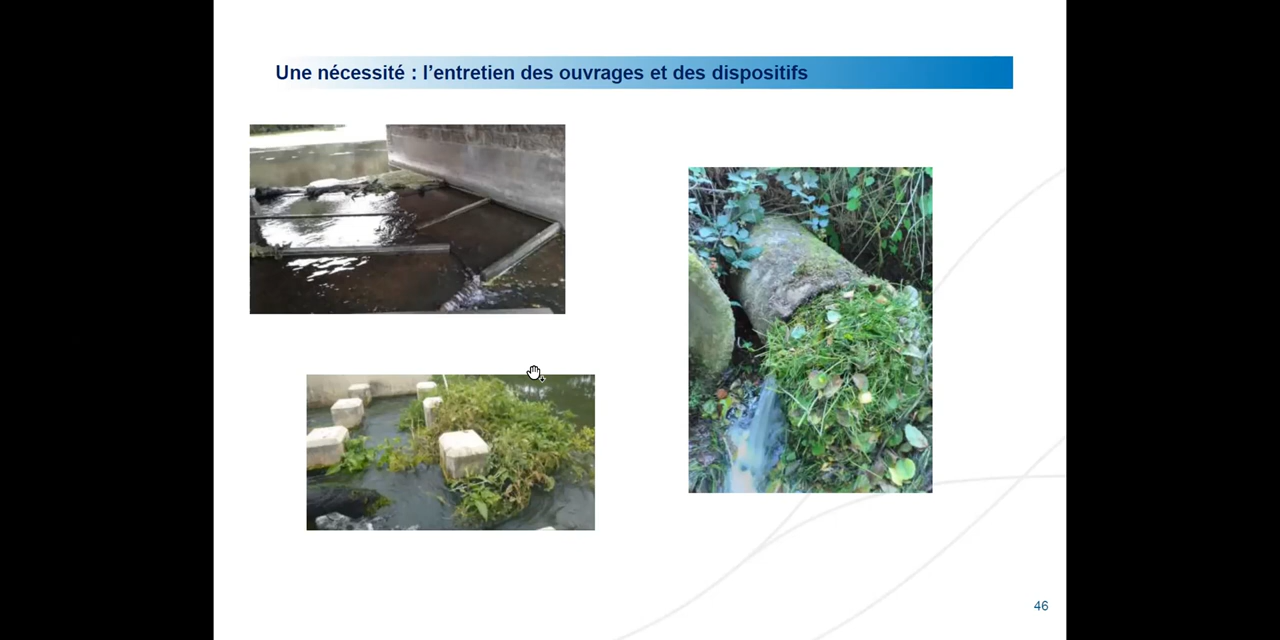 Une nécessité : l’entretien des ouvrages et des dispositifs
46